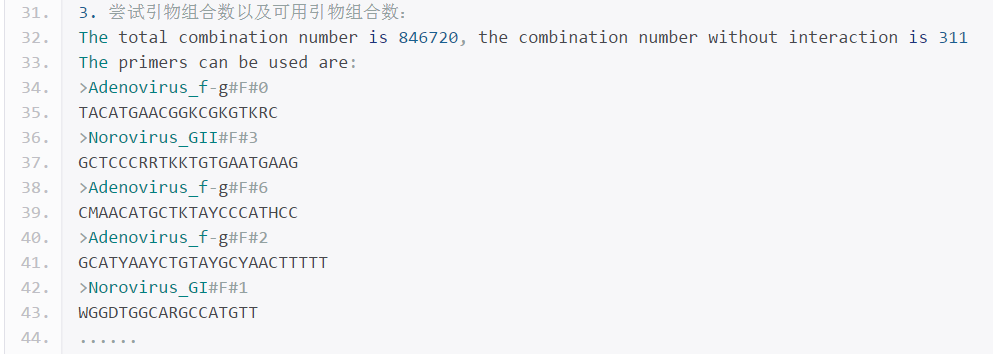 31. 3. 尝试引物组合数以及可用引物组合数:
32. The total combination number is 846720, the combination number without interaction is 311
33. The primers can be used are:
34. >Adenovirus_f-g#F#0
35. TACATGAACGGKCGKGTKRC
36. >Norovirus_GII#F#3
37. GCTCCCRRTKKTGTGAATGAAG
38. >Adenovirus_f-g#F#6
39. CMAACATGCTKTAYCCCATHCC
40. >Adenovirus_f-g#F#2
41. GCATYAAYCTGTAYGCYAACTTTTT
42. >Norovirus_GI#F#1
43. WGGDTGGCARGCCATGTT
44. ......